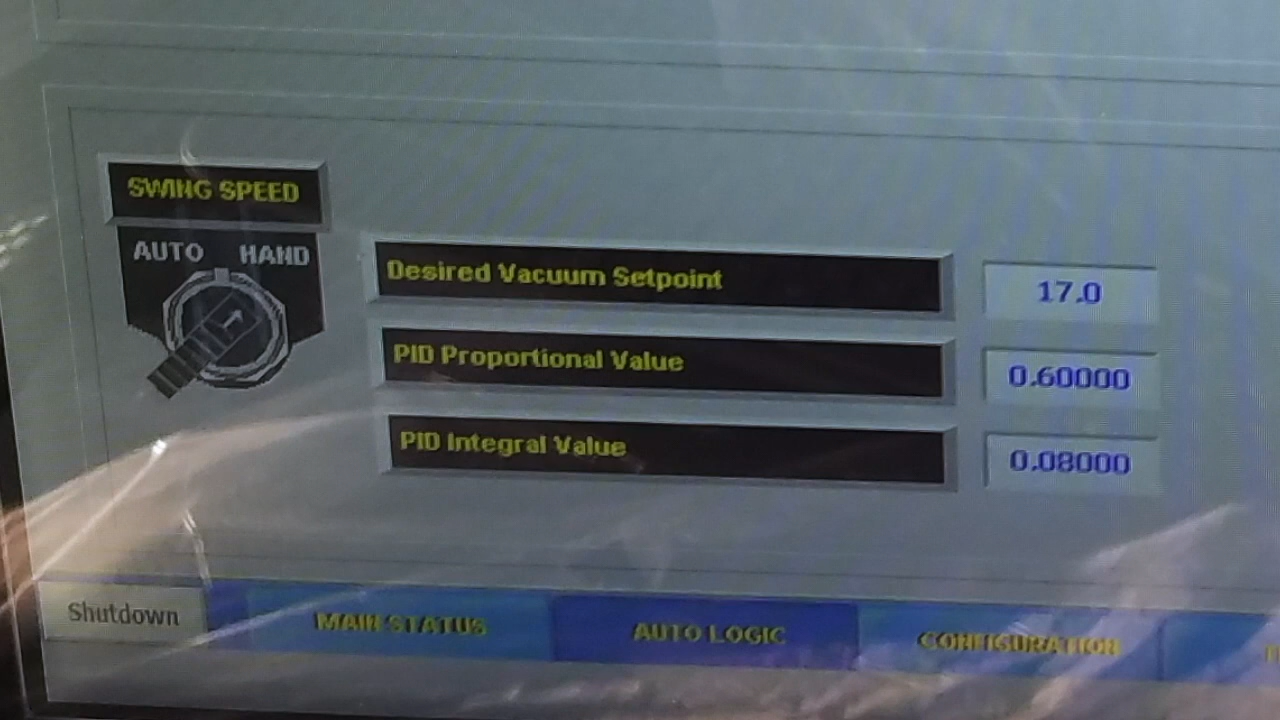 SWING SPEED
AUTO HAND
Desired Vacuum Setpoint 17.0
PID Proportional Value 0.60000
PID Integral Value 0.08000
Shutdown MAIN STATUS AUTO LOGIC CONFIGURATION